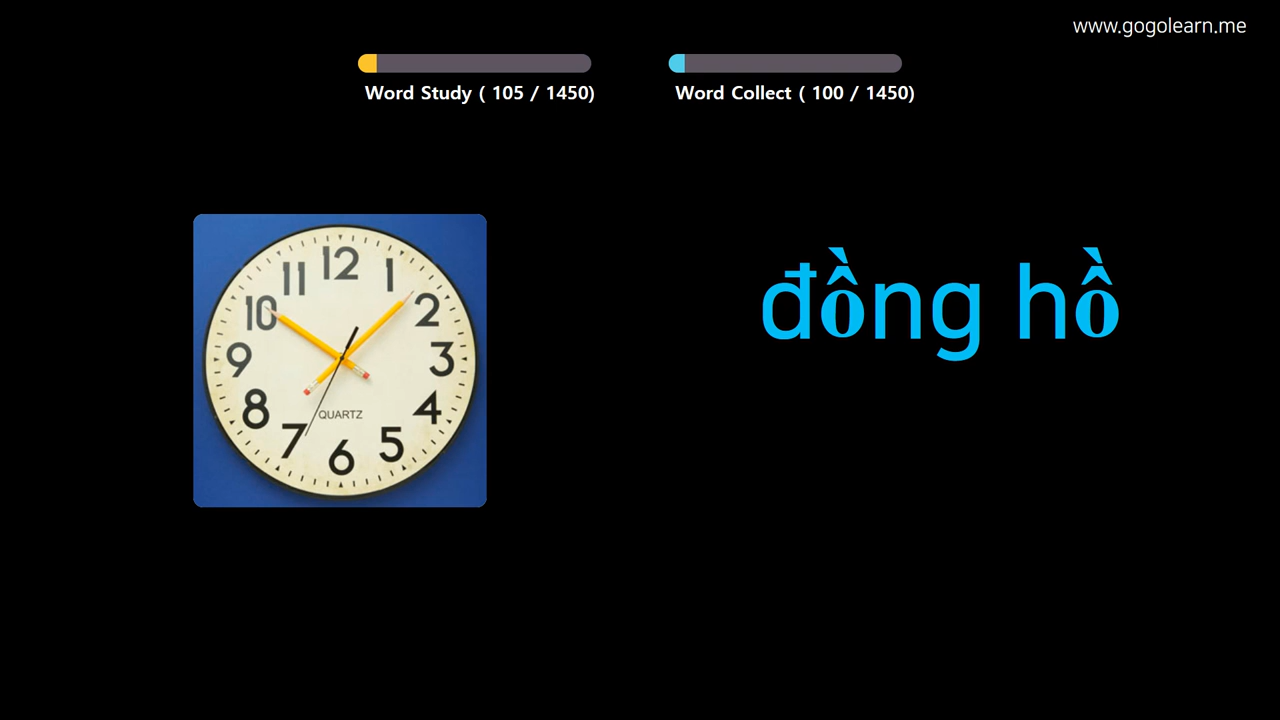 www.gogolearn.me
Word Study ( 105 / 1450)
Word Collect ( 100 / 1450)
đồng hồ
12
11
1
10
2
9
3
8
4
QUARTZ
7
5
6